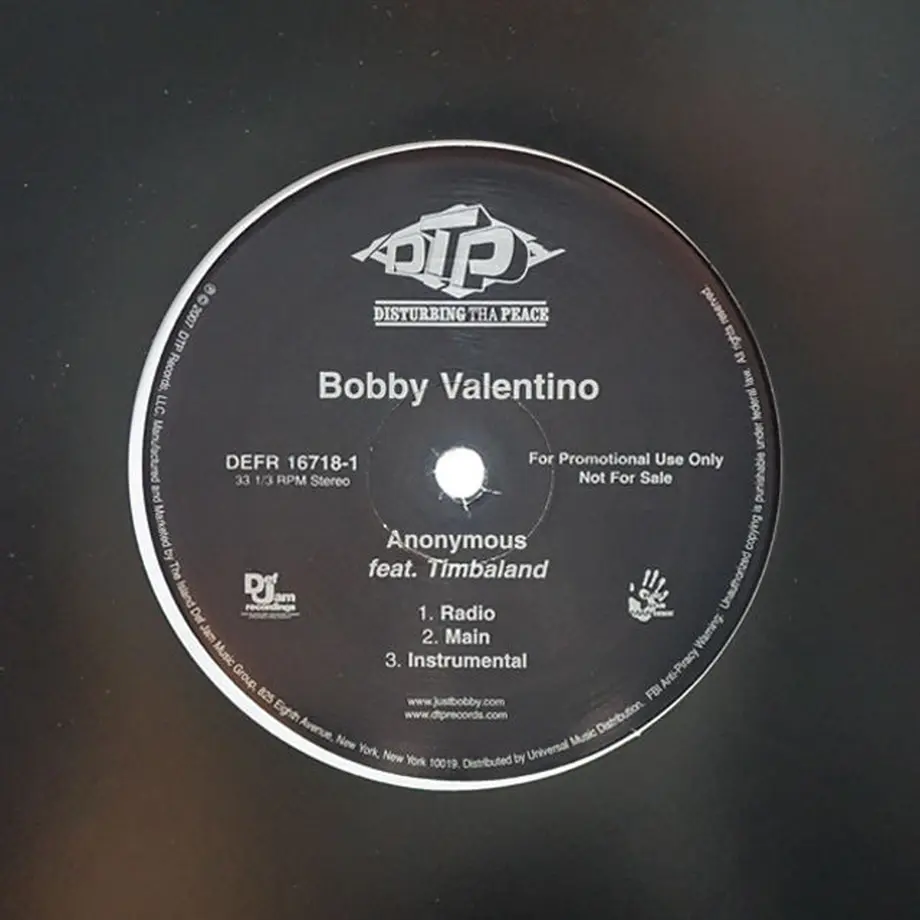 DTP
DISTURBING THA PEACE
Bobby Valentino
DEFR 16718-1
33 1/3 RPM Stereo
For Promotional Use Only
Not For Sale
Anonymous
feat. Timbaland
Def Jam
recordings
1. Radio
2. Main
3. Instrumental
www.justbobby.com
www.dtprecords.com
℗ © 2007 DTP Records, LLC. Manufactured and Marketed by The Island Def Jam Music Group, 825 Eighth Avenue, New York, New York 10019. Distributed by Universal Music Distribution. FBI Anti-Piracy Warning: Unauthorized copying is punishable under federal law. All rights reserved.